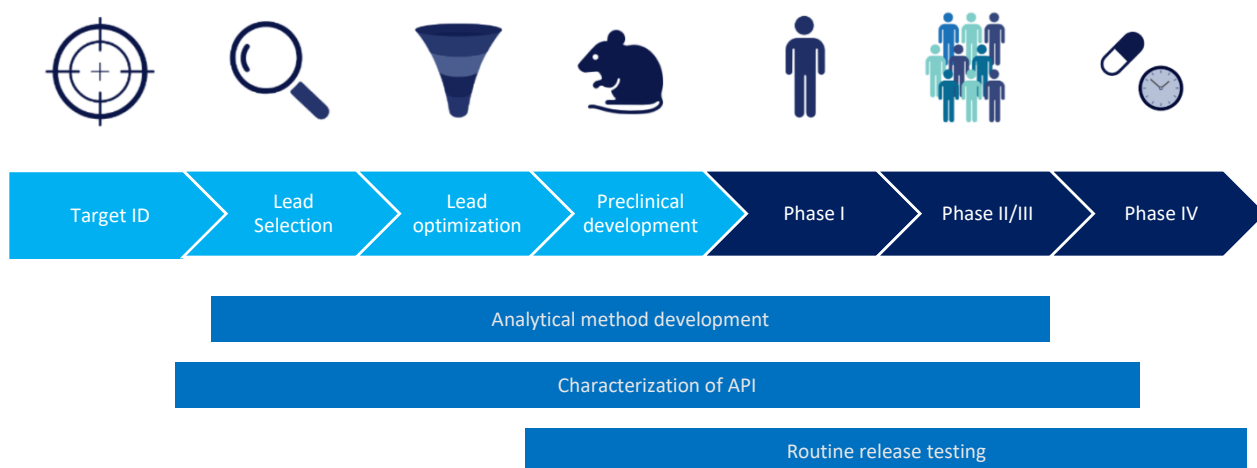 Target ID
Lead
Selection
Lead
optimization
Preclinical
development
Phase I
Phase II/III
Phase IV
Analytical method development
Characterization of API
Routine release testing